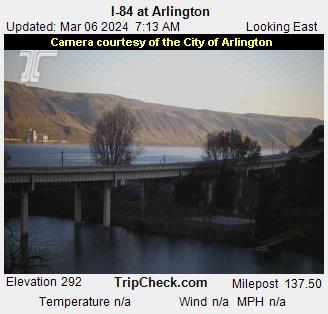 I-84 at Arlington
Updated: Mar 06 2024 7:13 AM Looking East
Camera courtesy of the City of Arlington
Elevation 292 TripCheck.com Milepost 137.50
Temperature n/a Wind n/a MPH n/a